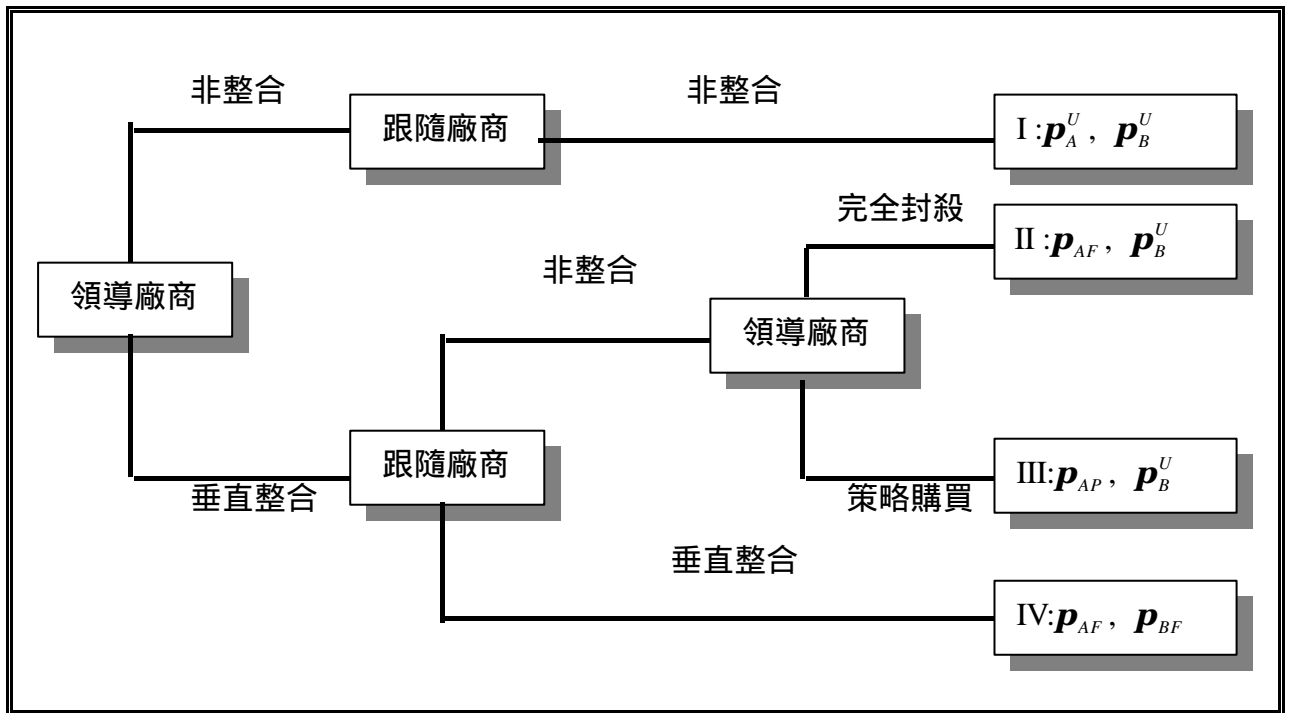 非整合
非整合
跟隨廠商
I :p_A^U , p_B^U
完全封殺
II :p_AF , p_B^U
非整合
領導廠商
領導廠商
跟隨廠商
III:p_AP , p_B^U
垂直整合
策略購買
垂直整合
IV:p_AF , p_BF